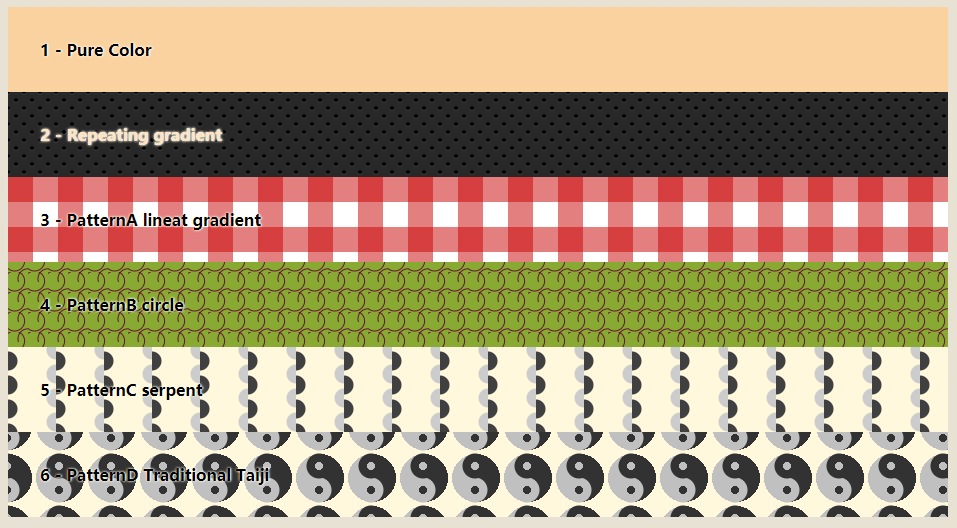 1 - Pure Color
2 - Repeating gradient
3 - PatternA lineat gradient
4 - PatternB circle
5 - PatternC serpent
6 - PatternD Traditional Taiji